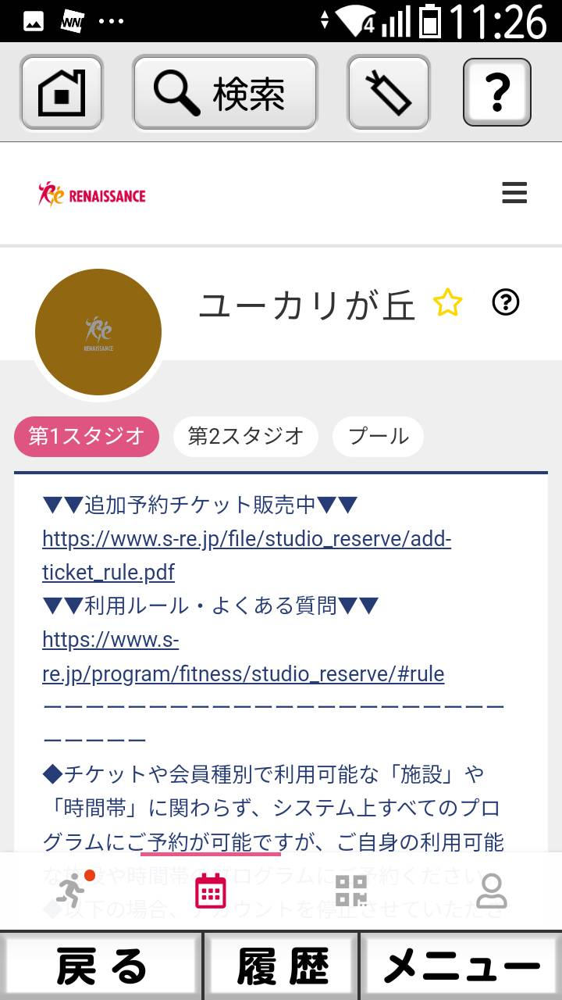 WNI
4
11:26
検索
?
RENAISSANCE
RENAISSANCE
ユーカリが丘
?
第1スタジオ
第2スタジオ
プール
▼▼追加予約チケット販売中▼▼
https://www.s-re.jp/file/studio_reserve/add-
ticket_rule.pdf
▼▼利用ルール・よくある質問▼▼
https://www.s-
re.jp/program/fitness/studio_reserve/#rule
ーーーーーーーーーーーーーーーーーーーーーー
ーーーーー
◆チケットや会員種別で利用可能な「施設」や
「時間帯」に関わらず、システム上すべてのプロ
グラムにご予約が可能ですが、ご自身の利用可能
な施設や時間帯のプログラムにご予約ください
◆以下の場合、アカウントを停止させていただき
戻る
履歴
メニュー